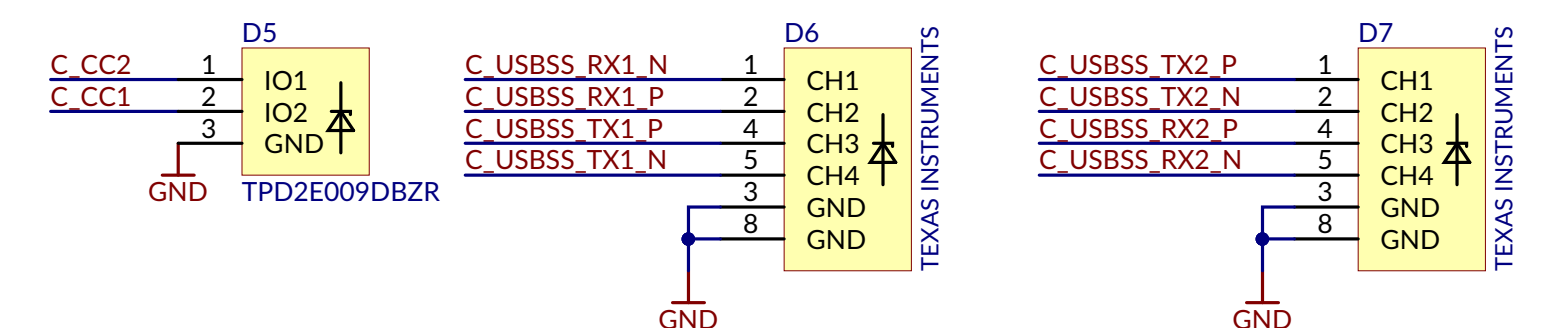 D5
C_CC2 1 IO1
C_CC1 2 IO2
3 GND
GND
TPD2E009DBZR
D6
C_USBSS_RX1_N 1 CH1
C_USBSS_RX1_P 2 CH2
C_USBSS_TX1_P 4 CH3
C_USBSS_TX1_N 5 CH4
3 GND
8 GND
GND
TEXAS INSTRUMENTS
D7
C_USBSS_TX2_P 1 CH1
C_USBSS_TX2_N 2 CH2
C_USBSS_RX2_P 4 CH3
C_USBSS_RX2_N 5 CH4
3 GND
8 GND
GND
TEXAS INSTRUMENTS